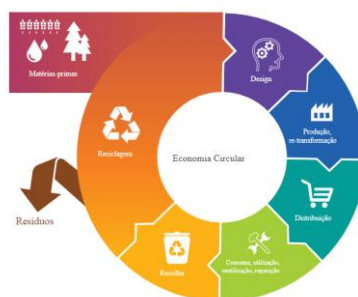 Matérias-primas
Design
Produção,
re-transformação
Distribuição
Consumo, utilização,
reutilização, reparação
Recolha
Reciclagem
Resíduos
Economia Circular